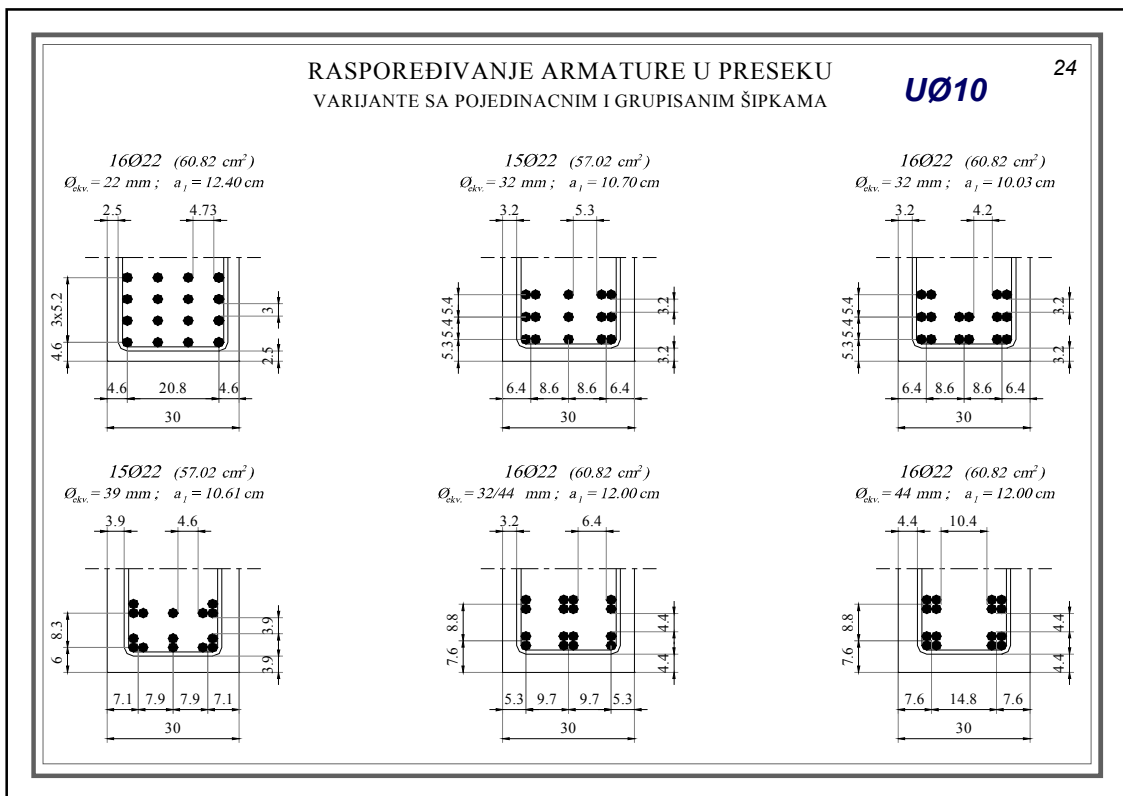 RASPOREĐIVANJE ARMATURE U PRESEKU
VARIJANTE SA POJEDINACNIM I GRUPISANIM ŠIPKAMA
UØ10
24
16Ø22 (60.82 cm²)
Øekv. = 22 mm ; a1 = 12.40 cm
2.5 4.73
3x5.2
4.6
3
2.5
4.6 20.8 4.6
30
15Ø22 (57.02 cm²)
Øekv. = 32 mm ; a1 = 10.70 cm
3.2 5.3
5.4
5.4
5.3
3.2
3.2
6.4 8.6 8.6 6.4
30
16Ø22 (60.82 cm²)
Øekv. = 32 mm ; a1 = 10.03 cm
3.2 4.2
5.4
5.4
5.3
3.2
3.2
6.4 8.6 8.6 6.4
30
15Ø22 (57.02 cm²)
Øekv. = 39 mm ; a1 = 10.61 cm
3.9 4.6
8.3
6
3.9
3.9
7.1 7.9 7.9 7.1
30
16Ø22 (60.82 cm²)
Øekv. = 32/44 mm ; a1 = 12.00 cm
3.2 6.4
8.8
7.6
4.4
4.4
5.3 9.7 9.7 5.3
30
16Ø22 (60.82 cm²)
Øekv. = 44 mm ; a1 = 12.00 cm
4.4 10.4
8.8
7.6
4.4
4.4
7.6 14.8 7.6
30